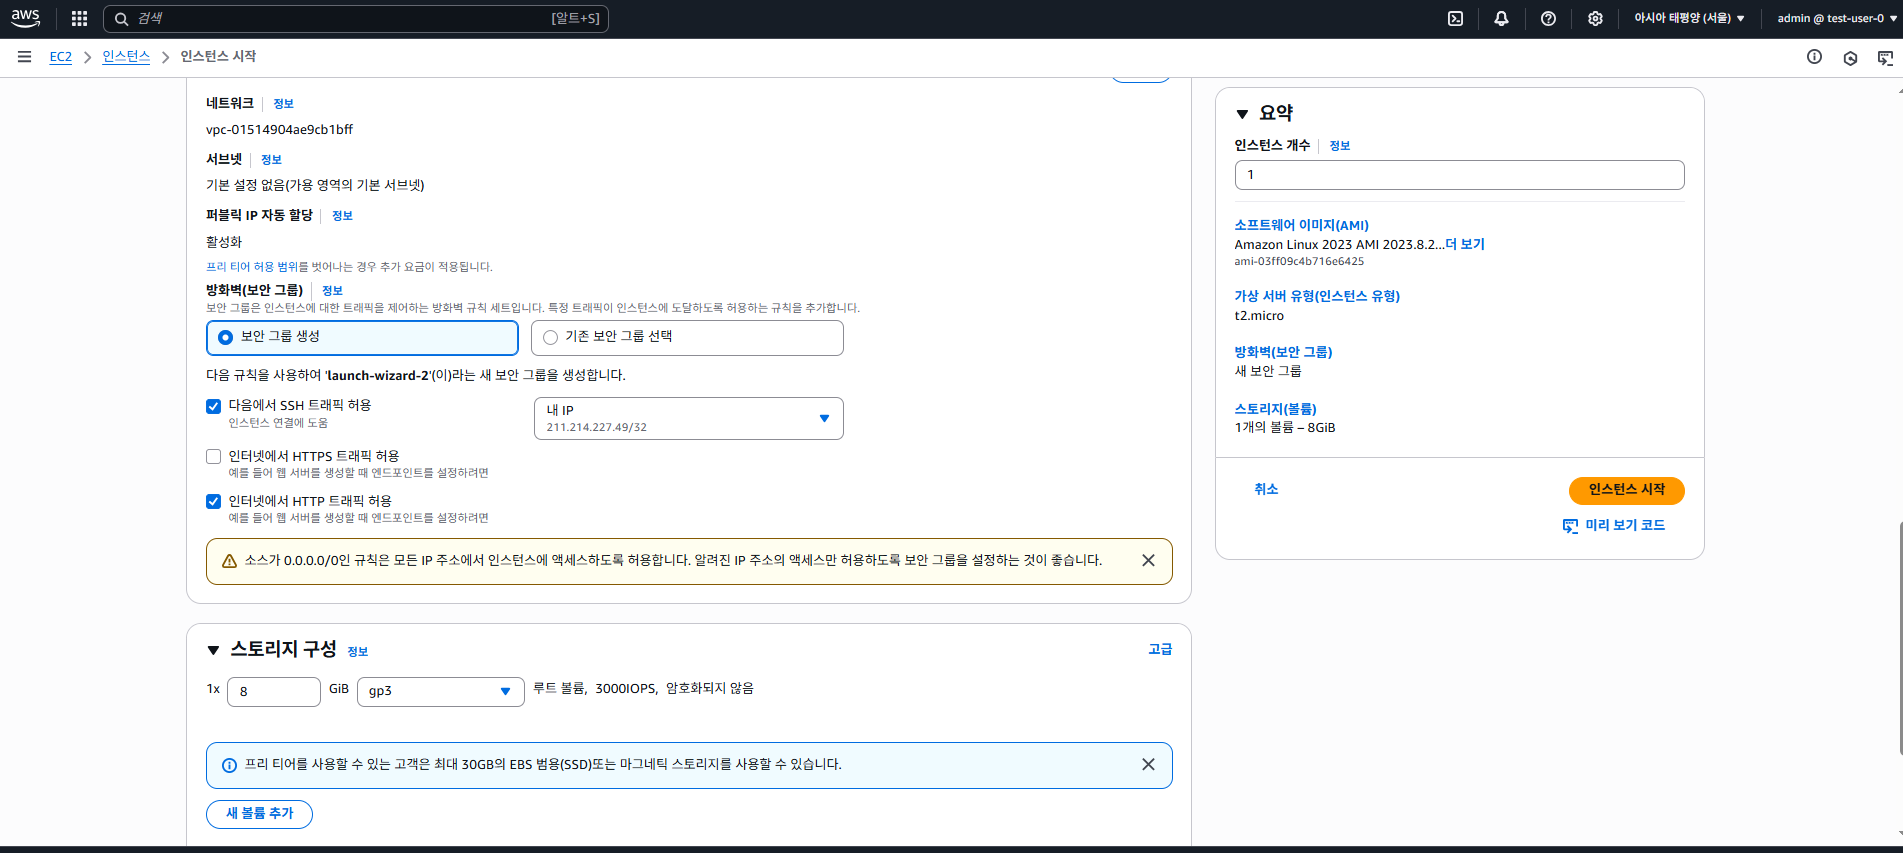 aws
검색
[알트+S]
아시아 태평양 (서울)
admin @ test-user-0
EC2
인스턴스
인스턴스 시작
네트워크
정보
vpc-01514904ae9cb1bff
서브넷
정보
기본 설정 없음(가용 영역의 기본 서브넷)
퍼블릭 IP 자동 할당
정보
활성화
프리 티어 허용 범위를 벗어나는 경우 추가 요금이 적용됩니다.
방화벽(보안 그룹)
정보
보안 그룹은 인스턴스에 대한 트래픽을 제어하는 방화벽 규칙 세트입니다. 특정 트래픽이 인스턴스에 도달하도록 허용하는 규칙을 추가합니다.
보안 그룹 생성
기존 보안 그룹 선택
다음 규칙을 사용하여 'launch-wizard-2'(이)라는 새 보안 그룹을 생성합니다.
다음에서 SSH 트래픽 허용
인스턴스 연결에 도움
내 IP
211.214.227.49/32
인터넷에서 HTTPS 트래픽 허용
예를 들어 웹 서버를 생성할 때 엔드포인트를 설정하려면
인터넷에서 HTTP 트래픽 허용
예를 들어 웹 서버를 생성할 때 엔드포인트를 설정하려면
소스가 0.0.0.0/0인 규칙은 모든 IP 주소에서 인스턴스에 액세스하도록 허용합니다. 알려진 IP 주소의 액세스만 허용하도록 보안 그룹을 설정하는 것이 좋습니다.
스토리지 구성
정보
고급
1x
8
GiB
gp3
루트 볼륨, 3000IOPS, 암호화되지 않음
프리 티어를 사용할 수 있는 고객은 최대 30GB의 EBS 범용(SSD)또는 마그네틱 스토리지를 사용할 수 있습니다.
새 볼륨 추가
요약
인스턴스 개수
정보
1
소프트웨어 이미지(AMI)
Amazon Linux 2023 AMI 2023.8.2...더 보기
ami-03ff09c4b716e6425
가상 서버 유형(인스턴스 유형)
t2.micro
방화벽(보안 그룹)
새 보안 그룹
스토리지(볼륨)
1개의 볼륨 – 8GiB
취소
인스턴스 시작
미리 보기 코드